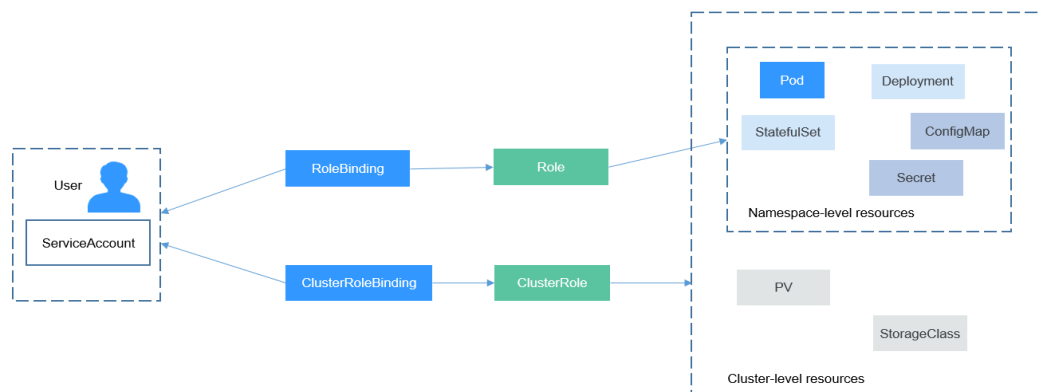 User
ServiceAccount
RoleBinding
ClusterRoleBinding
Role
ClusterRole
Pod
Deployment
StatefulSet
ConfigMap
Secret
Namespace-level resources
PV
StorageClass
Cluster-level resources